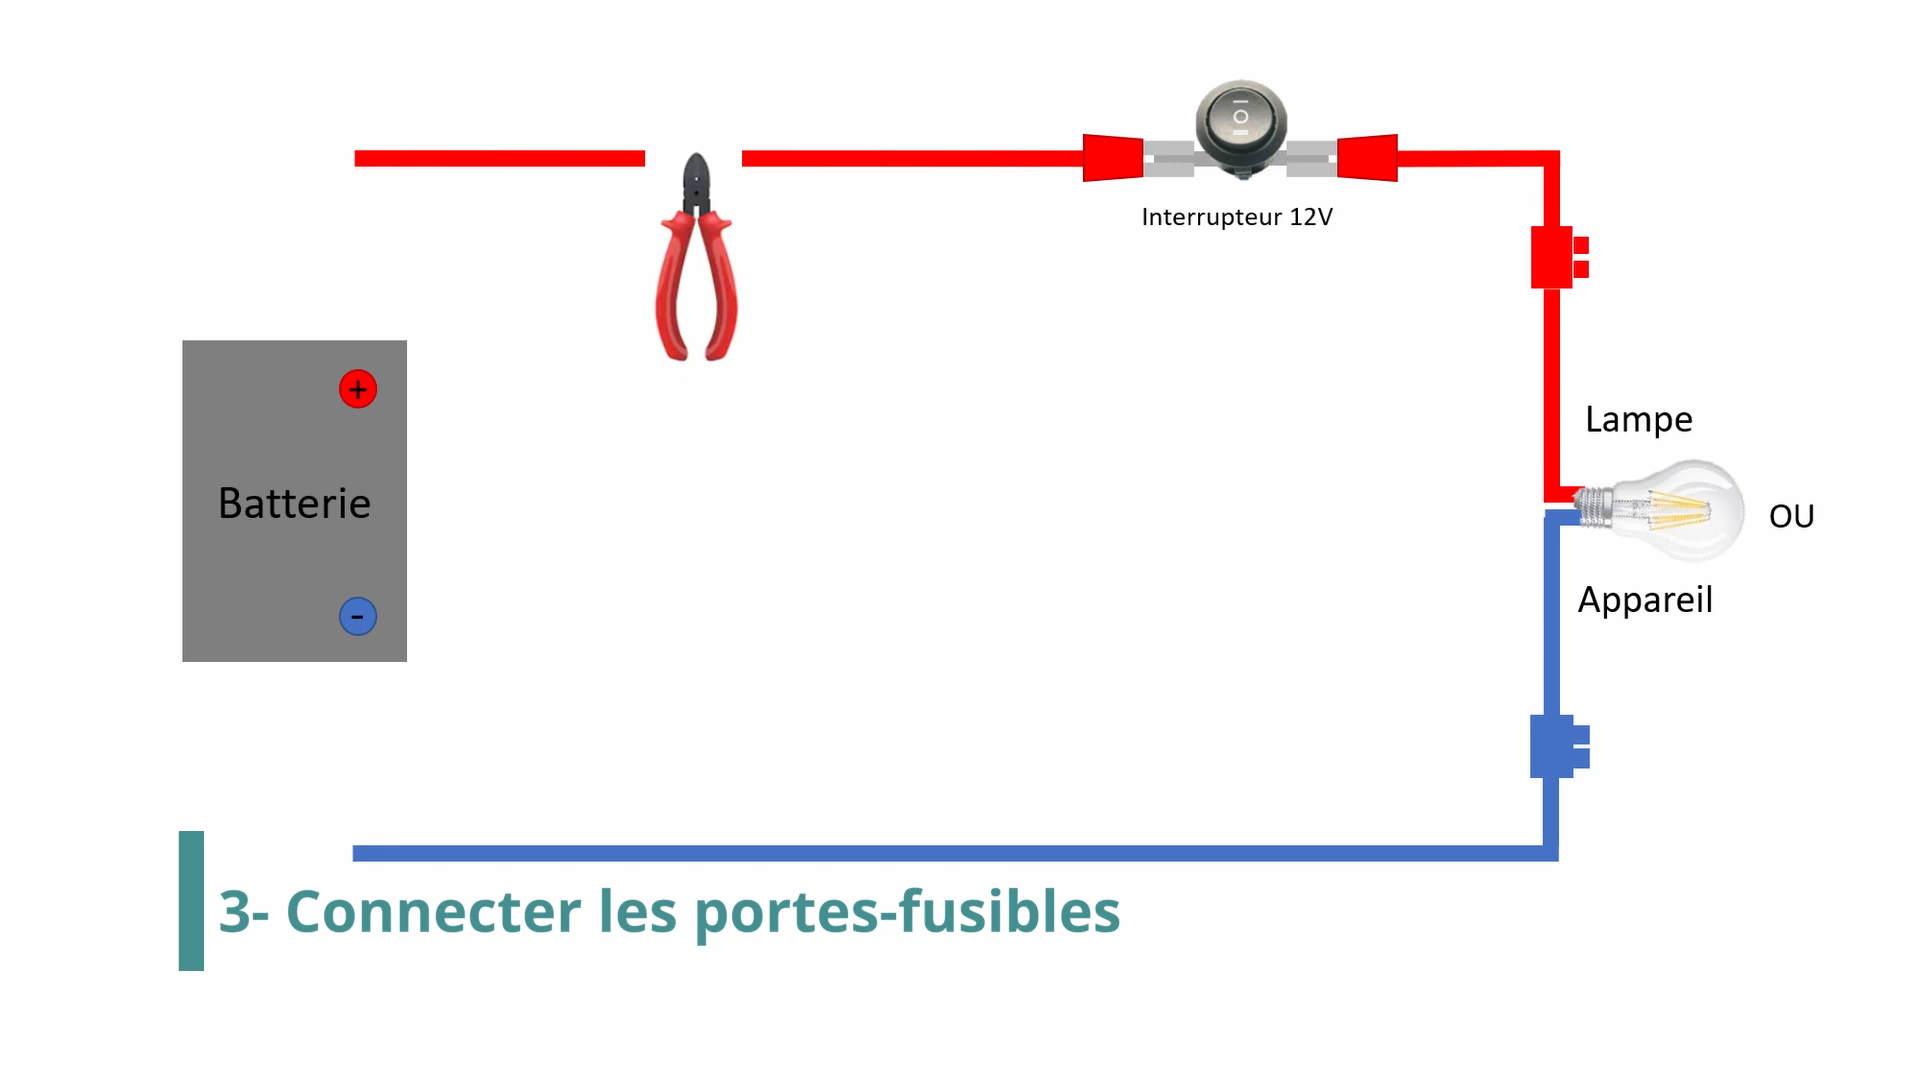 Interrupteur 12V
+
Lampe
Batterie
OU
Appareil
-
3- Connecter les portes-fusibles